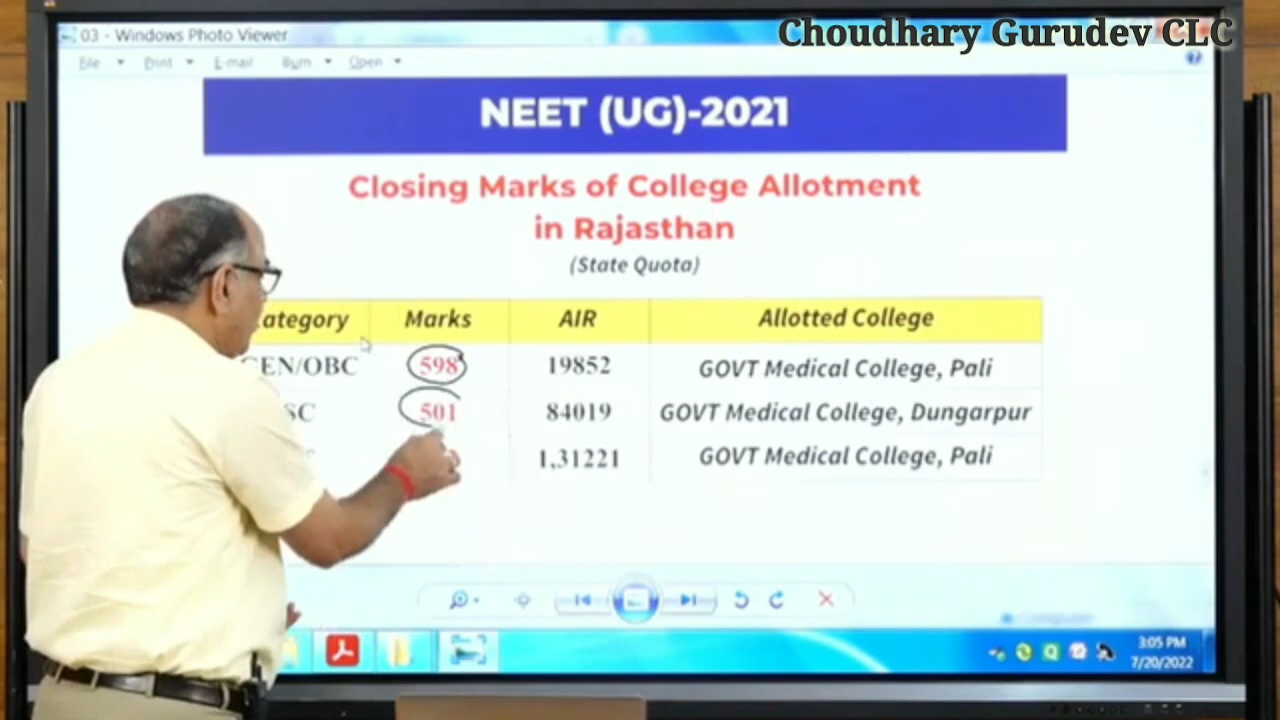 Choudhary Gurudev CLC
03 - Windows Photo Viewer
File Print E-mail Burn Open
NEET (UG)-2021
Closing Marks of College Allotment
in Rajasthan
(State Quota)
Category Marks AIR Allotted College
GEN/OBC 598 19852 GOVT Medical College, Pali
SC 501 84019 GOVT Medical College, Dungarpur
1,31221 GOVT Medical College, Pali
3:05 PM
7/20/2022